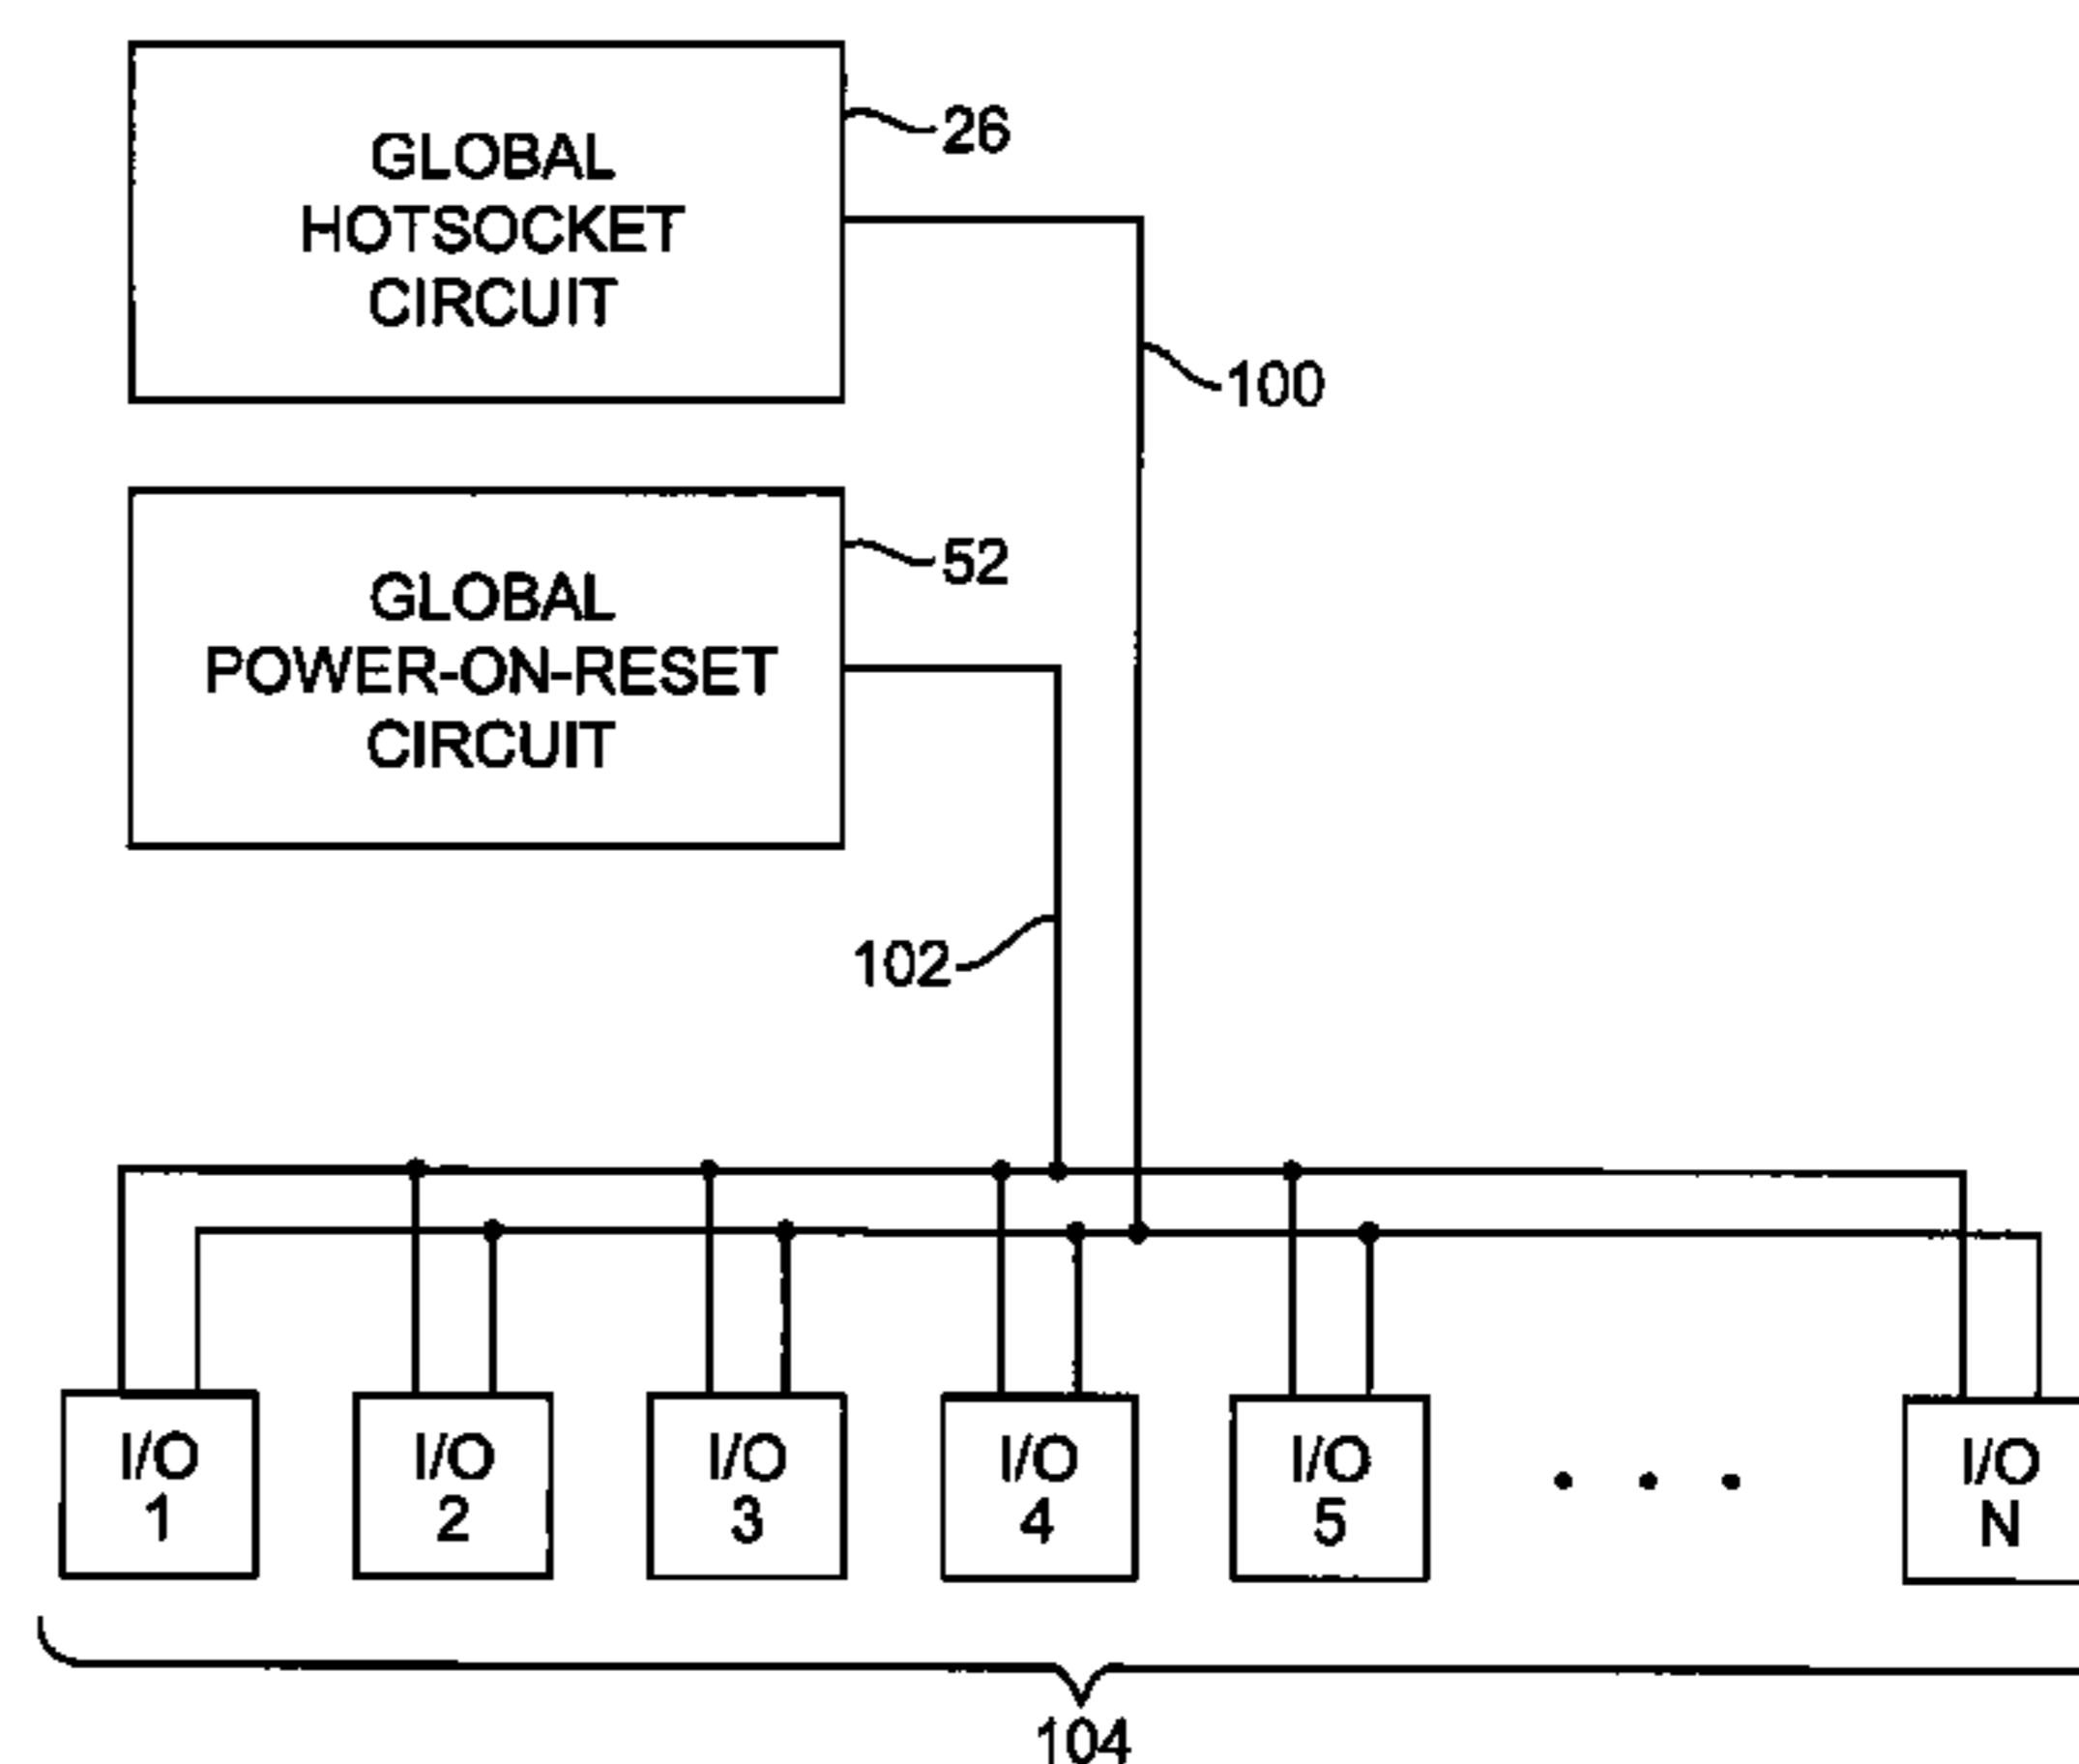 GLOBAL
HOTSOCKET
CIRCUIT
26
100
GLOBAL
POWER-ON-RESET
CIRCUIT
52
102
I/O
1
I/O
2
I/O
3
I/O
4
I/O
5
I/O
N
104